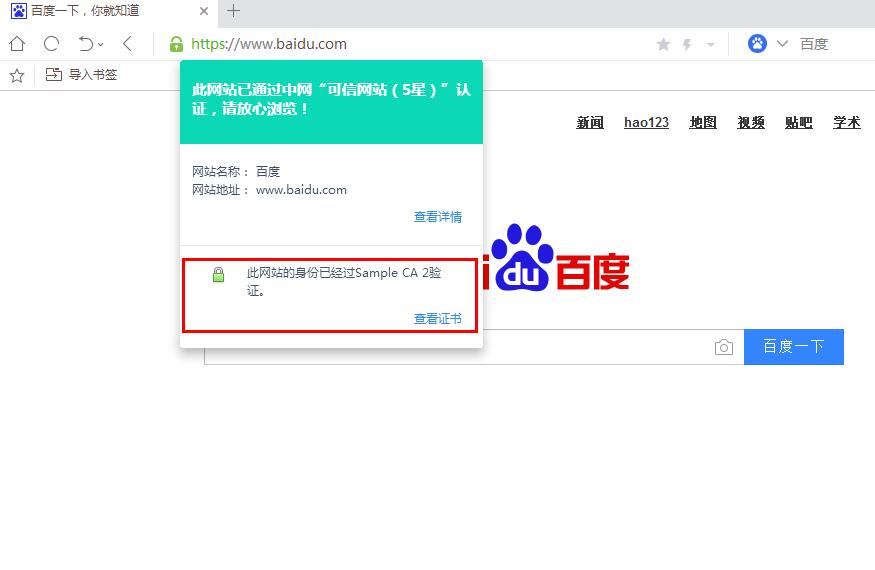 百度一下，你就知道
https://www.baidu.com
百度
导入书签
此网站已通过中网“可信网站（5星）”认
证，请放心浏览！
新闻 hao123 地图 视频 贴吧 学术
网站名称： 百度
网站地址： www.baidu.com
查看详情
i du 百度
此网站的身份已经过Sample CA 2验
证。
查看证书
百度一下